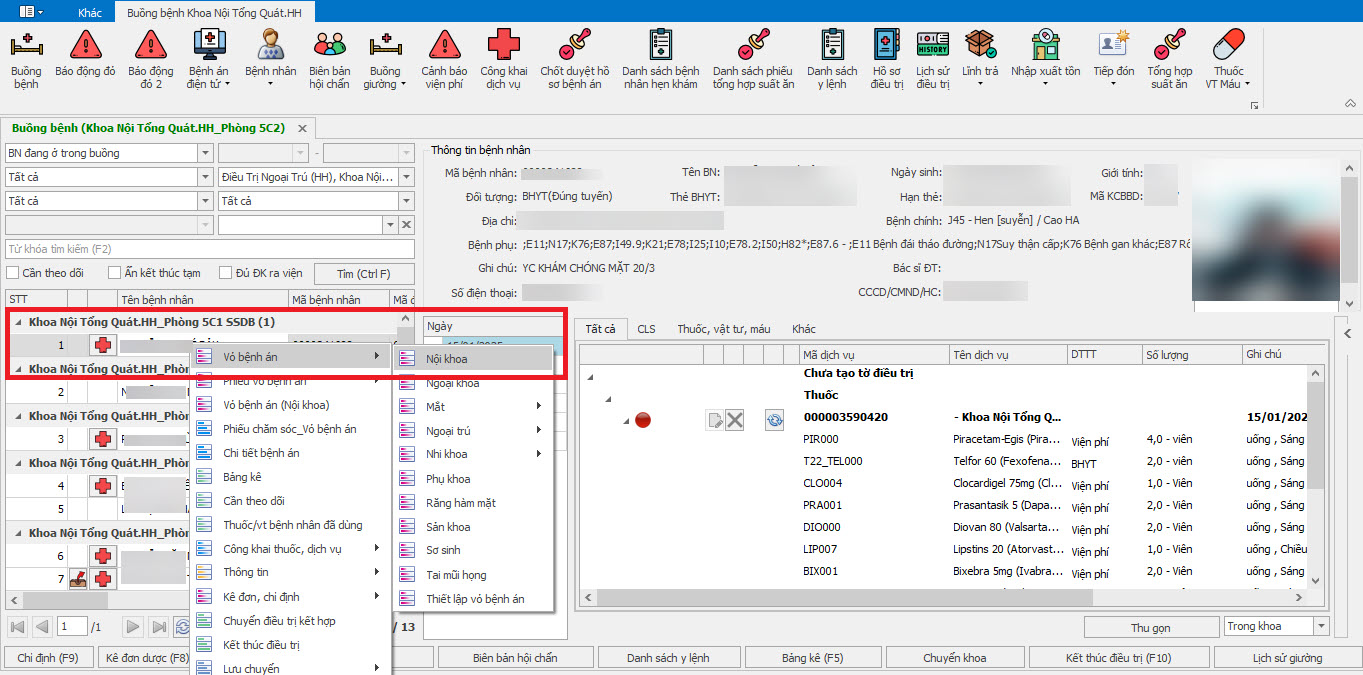 Khác
Buồng bệnh Khoa Nội Tổng Quát.HH
Buồng bệnh
Báo động đỏ
Báo động đỏ 2
Bệnh án điện tử
Bệnh nhân
Biên bản hội chẩn
Buồng giường
Cảnh báo viện phí
Công khai dịch vụ
Chốt duyệt hồ sơ bệnh án
Danh sách bệnh nhân hẹn khám
Danh sách phiếu tổng hợp suất ăn
Danh sách y lệnh
Hồ sơ điều trị
HISTORY
Lịch sử điều trị
Lĩnh trả
Nhập xuất tồn
Tiếp đón
Tổng hợp suất ăn
Thuốc VT Máu
Buồng bệnh (Khoa Nội Tổng Quát.HH_Phòng 5C2)
BN đang ở trong buồng
-
Tất cả
Điều Trị Ngoại Trú (HH), Khoa Nội...
Tất cả
Tất cả
Từ khóa tìm kiếm (F2)
Cần theo dõi
Ẩn kết thúc tạm
Đủ ĐK ra viện
Tìm (Ctrl F)
STT
Tên bệnh nhân
Mã bệnh nhân
Khoa Nội Tổng Quát.HH_Phòng 5C1 SSDB (1)
1
Khoa Nội Tổng Quát.HH_Phòn
2
Khoa Nội Tổng Quát.HH_Phòn
3
Khoa Nội Tổng Quát.HH_Phòn
4
5
Khoa Nội Tổng Quát.HH_Phòn
6
7
1
/1
/ 13
Thông tin bệnh nhân
Mã bệnh nhân:
Tên BN:
Ngày sinh:
Giới tính:
Đối tượng:
BHYT(Đúng tuyến)
Thẻ BHYT:
Hạn thẻ:
Mã KCBBD:
Địa chỉ:
Bệnh chính:
J45 - Hen [suyễn] / Cao HA
Bệnh phụ:
;E11;N17;K76;E87;I49.9;K21;E78;I25;I10;E78.2;I50;H82*;E87.6 - ;E11 Bệnh đái tháo đường;N17Suy thận cấp;K76 Bệnh gan khác;E87 Rố
Ghi chú:
YC KHÁM CHÓNG MẶT 20/3
Bác sĩ ĐT:
Số điện thoại:
CCCD/CMND/HC:
Ngày
15/01/2025
Vỏ bệnh án
Phiếu vỏ bệnh án
Vỏ bệnh án (Nội khoa)
Phiếu chăm sóc_Vỏ bệnh án
Chi tiết bệnh án
Bảng kê
Cần theo dõi
Thuốc/vt bệnh nhân đã dùng
Công khai thuốc, dịch vụ
Thông tin
Kê đơn, chỉ định
Chuyển điều trị kết hợp
Kết thúc điều trị
Lưu chuyển
Nội khoa
Ngoại khoa
Mắt
Ngoại trú
Nhi khoa
Phụ khoa
Răng hàm mặt
Sản khoa
Sơ sinh
Tai mũi họng
Thiết lập vỏ bệnh án
Tất cả
CLS
Thuốc, vật tư, máu
Khác
Mã dịch vụ
Tên dịch vụ
DTTT
Số lượng
Ghi chú
Chưa tạo tờ điều trị
Thuốc
000003590420
- Khoa Nội Tổng Q...
15/01/202
PIR000
Piracetam-Egis (Pira...
Viện phí
4,0 - viên
uống , Sáng
T22_TEL000
Telfor 60 (Fexofena...
BHYT
2,0 - viên
uống , Sáng
CLO004
Clocardigel 75mg (Cl...
Viện phí
1,0 - viên
uống , Sáng
PRA001
Prasantasik 5 (Dapa...
Viện phí
2,0 - viên
uống , Sáng
DIO000
Diovan 80 (Valsarta...
Viện phí
2,0 - viên
uống , Sáng
LIP007
Lipstins 20 (Atorvast...
Viện phí
1,0 - viên
uống , Chiều
BIX001
Bixebra 5mg (Ivabra...
Viện phí
2,0 - viên
uống , Sáng
Thu gọn
Trong khoa
Chỉ định (F9)
Kê đơn dược (F8)
Biên bản hội chẩn
Danh sách y lệnh
Bảng kê (F5)
Chuyển khoa
Kết thúc điều trị (F10)
Lịch sử giường